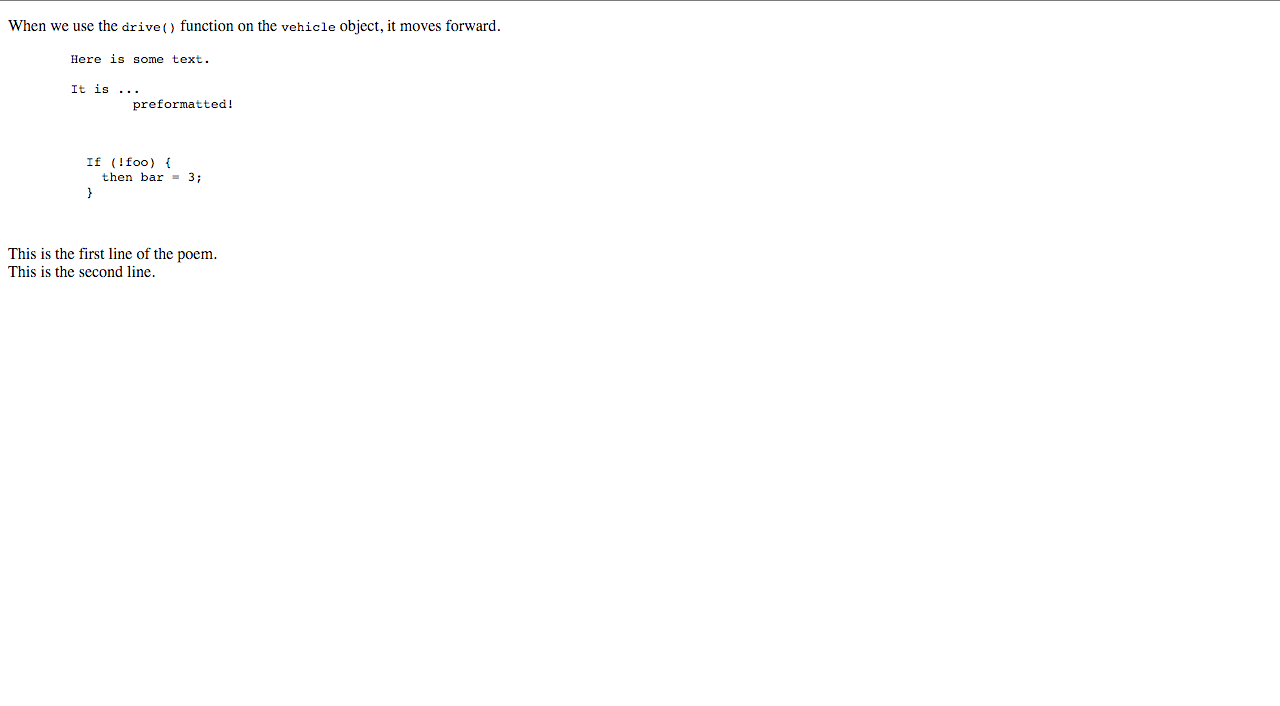 When we use the drive() function on the vehicle object, it moves forward.
Here is some text.
It is ...
preformatted!
If (!foo) {
then bar = 3;
}
This is the first line of the poem.
This is the second line.